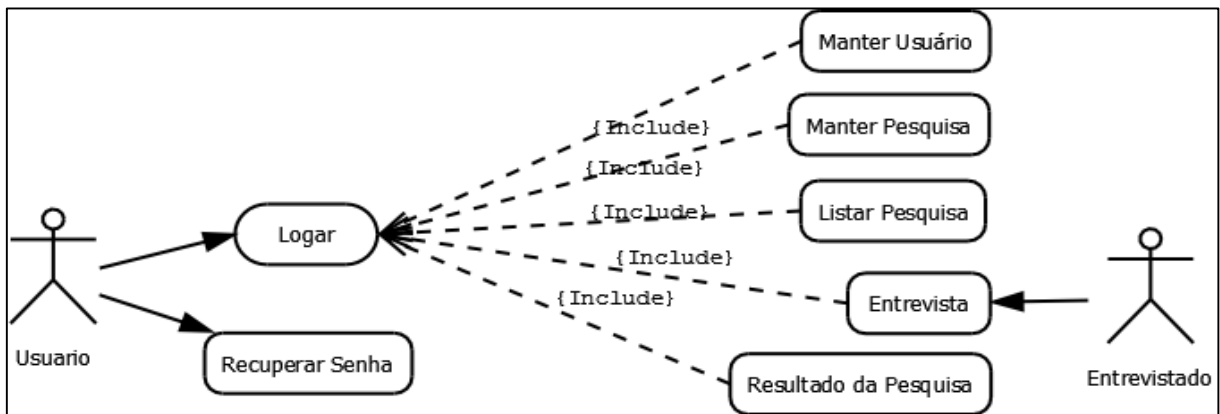 Manter Usuário
{Include}
Manter Pesquisa
{Include}
Listar Pesquisa
{Include}
Logar
{Include}
Entrevista
{Include}
Usuario
Recuperar Senha
Resultado da Pesquisa
Entrevistado